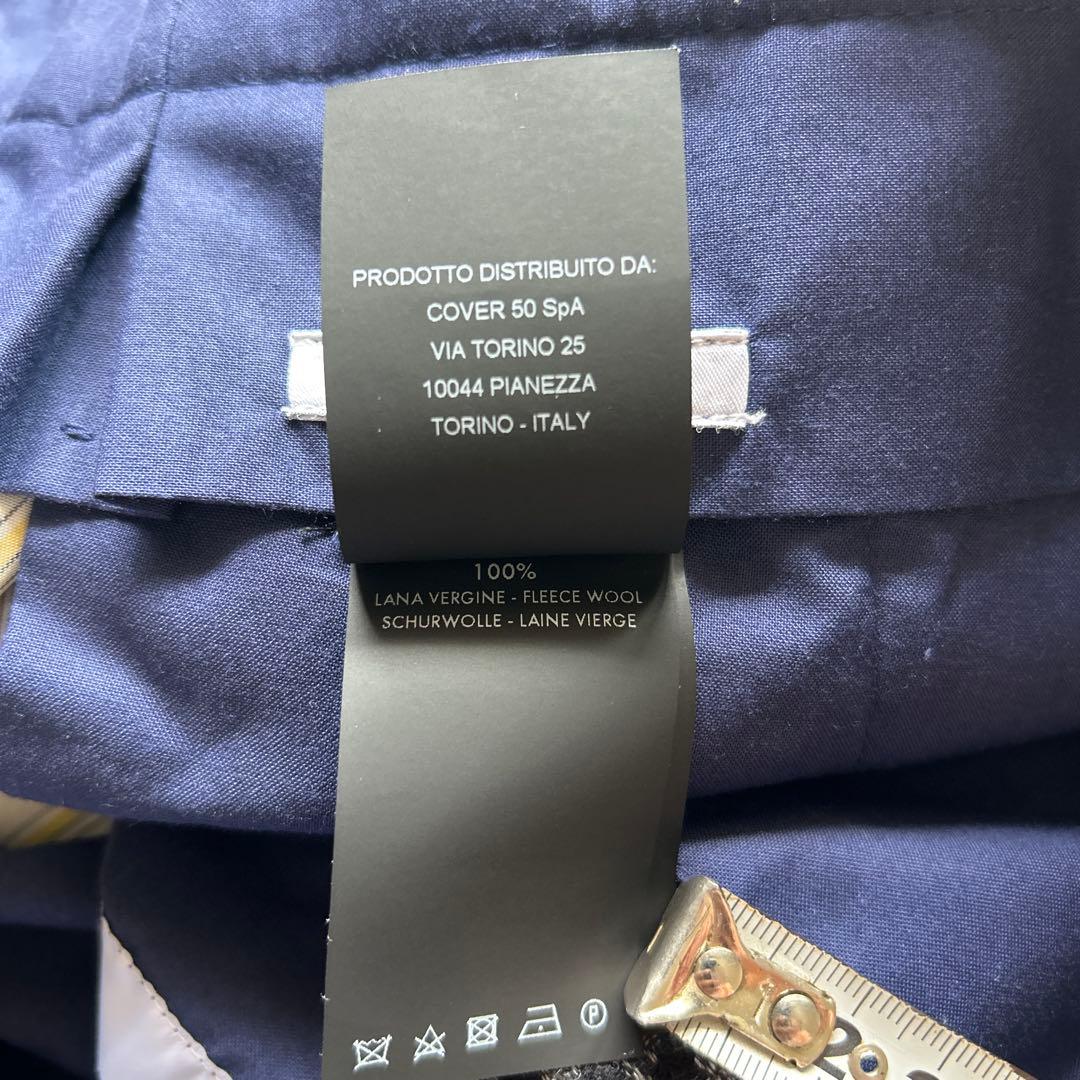 PRODOTTO DISTRIBUITO DA:
COVER 50 SpA
VIA TORINO 25
10044 PIANEZZA
TORINO - ITALY
100%
LANA VERGINE - FLEECE WOOL
SCHURWOLLE - LAINE VIERGE
P
2